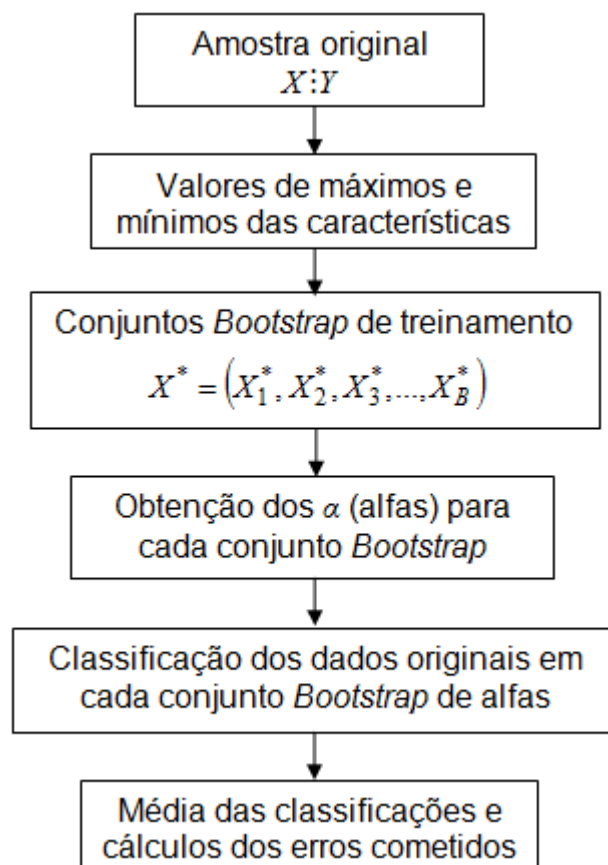 Amostra original
X⋮Y
Valores de máximos e
mínimos das características
Conjuntos Bootstrap de treinamento
X* = (X₁*, X₂*, X₃*,..., X_B*)
Obtenção dos α (alfas) para
cada conjunto Bootstrap
Classificação dos dados originais em
cada conjunto Bootstrap de alfas
Média das classificações e
cálculos dos erros cometidos